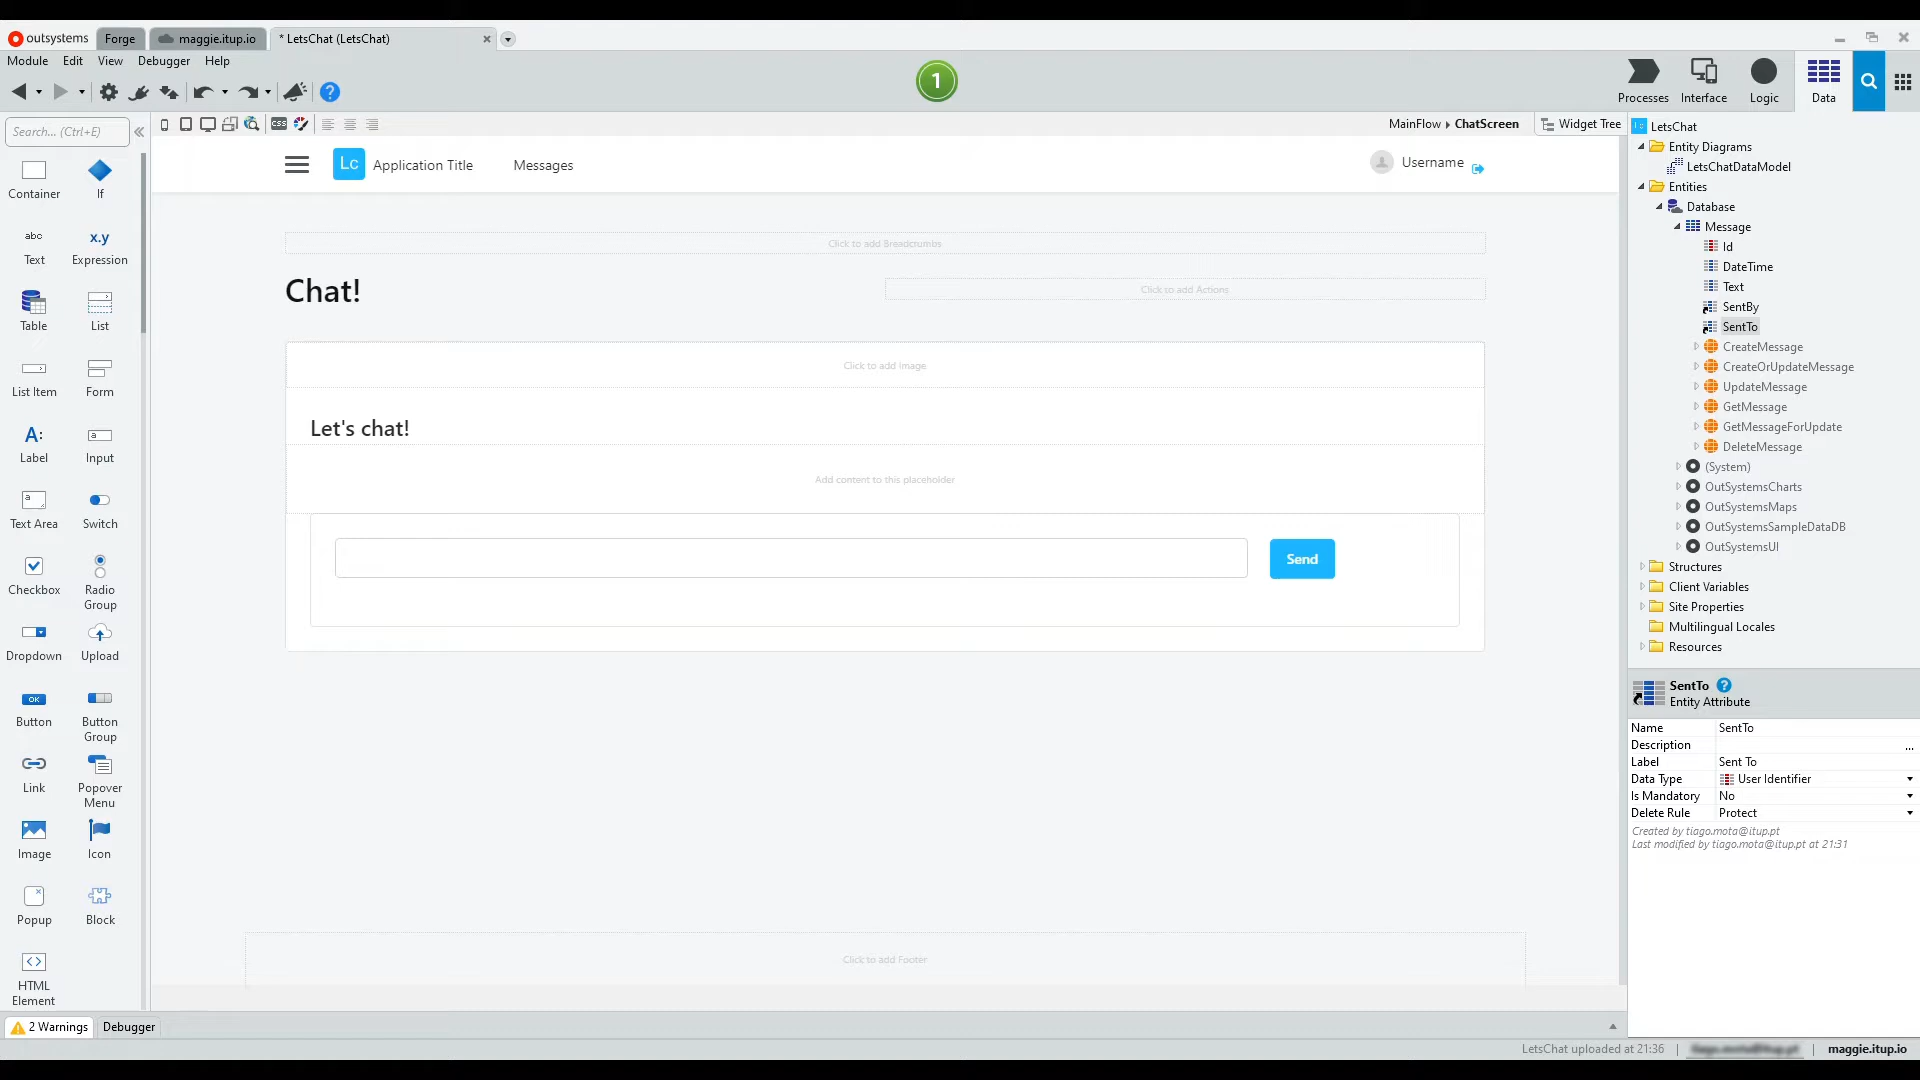 outsystems
Forge
maggie.itup.io
* LetsChat (LetsChat)
Module Edit View Debugger Help
1
Processes
Interface
Logic
Data
Search... (Ctrl+E)
css
MainFlow ChatScreen
Widget Tree
Container
If
abc
Text
x.y
Expression
Table
List
List Item
Form
A:
Label
a
Input
a
Text Area
Switch
Checkbox
Radio Group
Dropdown
Upload
OK
Button
Button Group
Link
Popover Menu
Image
Icon
Popup
Block
HTML Element
Lc
Application Title
Messages
Username
Click to add Breadctumbs
Chat!
Click to add Actions
Click to add Image
Let's chat!
Add content to this placeholder
Send
Click to add Footer
LetsChat
Entity Diagrams
LetsChatDataModel
Entities
Database
Message
Id
DateTime
Text
SentBy
SentTo
CreateMessage
CreateOrUpdateMessage
UpdateMessage
GetMessage
GetMessageForUpdate
DeleteMessage
(System)
OutSystemsCharts
OutSystemsMaps
OutSystemsSampleDataDB
OutSystemsUI
Structures
Client Variables
Site Properties
Multilingual Locales
Resources
SentTo
Entity Attribute
Name SentTo
Description ...
Label Sent To
Data Type User Identifier
Is Mandatory No
Delete Rule Protect
Created by tiago.mota@itup.pt
Last modified by tiago.mota@itup.pt at 21:31
2 Warnings
Debugger
LetsChat uploaded at 21:36
maggie.itup.io